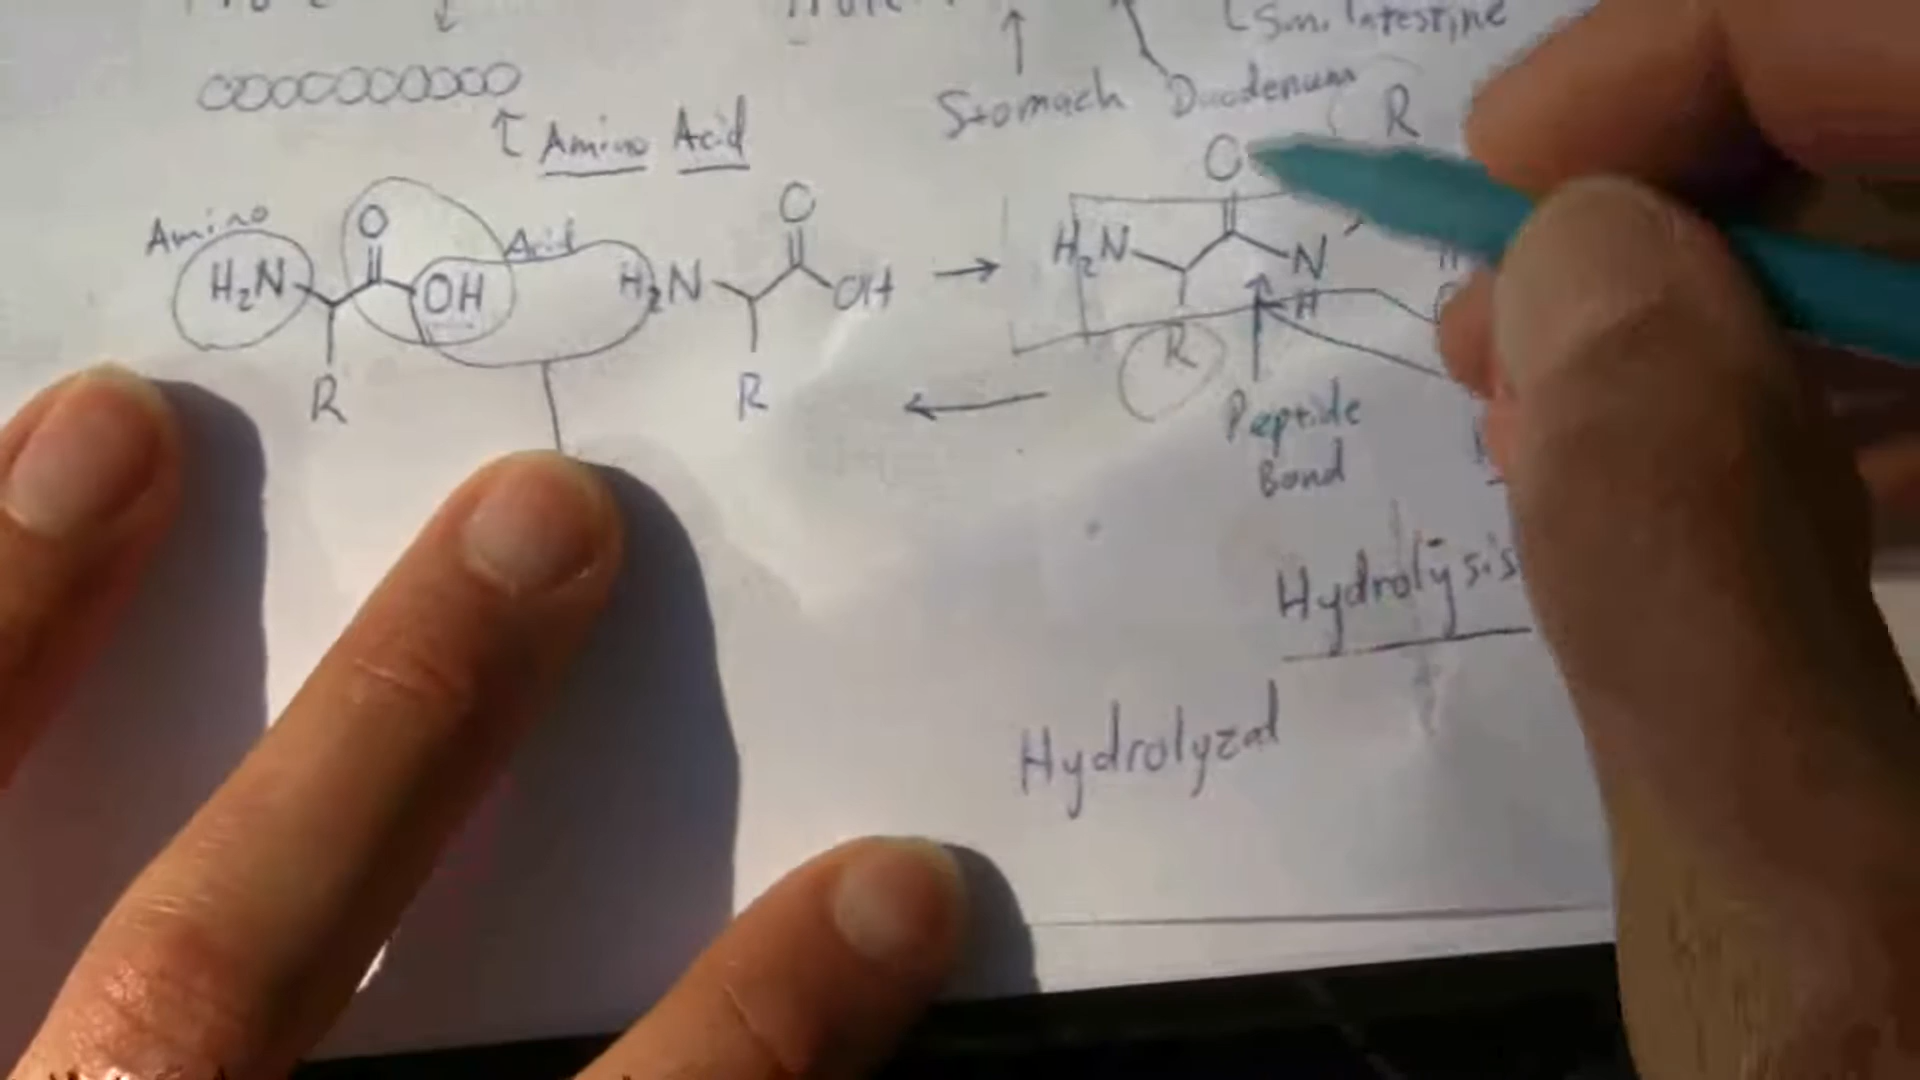 Sm. Intestine
Stomach Duodenum
R
Amino Acid
O
Amino
O
Acid
O
H₂N
OH
H₂N
OH
H₂N
N
H
R
R
R
Peptide
Bond
Hydrolysis
Hydrolyzed